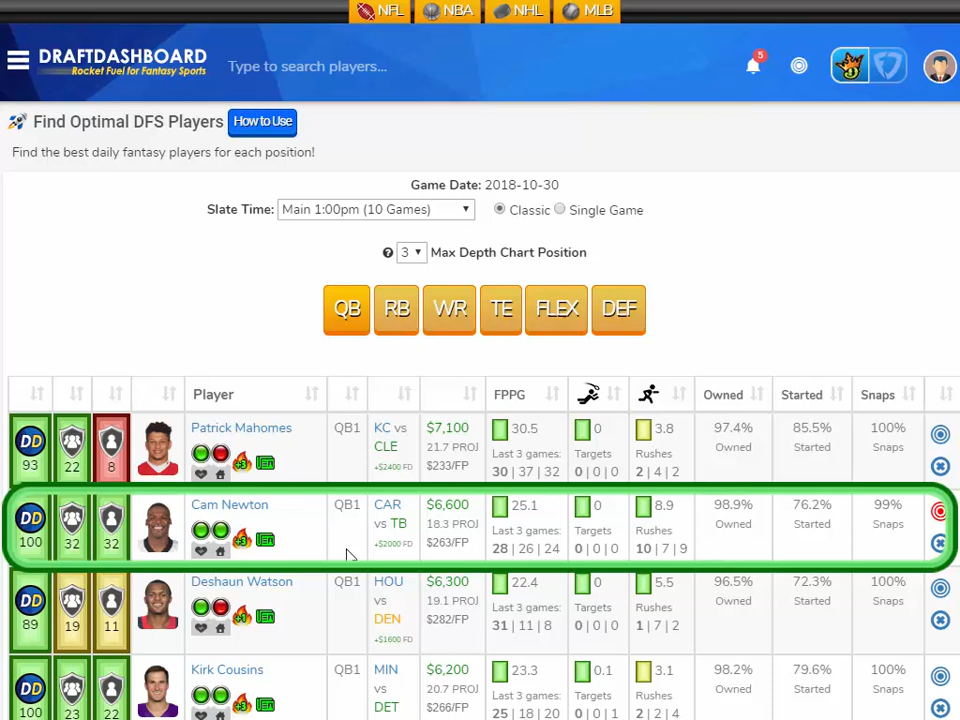 NFL NBA NHL MLB
DRAFTDASHBOARD
Rocket Fuel for Fantasy Sports
Type to search players...
5
Find Optimal DFS Players How to Use
Find the best daily fantasy players for each position!
Game Date: 2018-10-30
Slate Time: Main 1:00pm (10 Games) Classic Single Game
3 Max Depth Chart Position
QB RB WR TE FLEX DEF
Player FPPG Owned Started Snaps
DD 93 22 8 Patrick Mahomes QB1 KC vs CLE +$2400 FD $7,100 21.7 PROJ $233/FP 30.5 Last 3 games: 30 | 37 | 32 0 Targets 0 | 0 | 0 3.8 Rushes 2 | 4 | 2 97.4% Owned 85.5% Started 100% Snaps
DD 100 32 32 Cam Newton QB1 CAR vs TB +$2000 FD $6,600 18.3 PROJ $263/FP 25.1 Last 3 games: 28 | 26 | 24 0 Targets 0 | 0 | 0 8.9 Rushes 10 | 7 | 9 98.9% Owned 76.2% Started 99% Snaps
DD 89 19 11 Deshaun Watson QB1 HOU vs DEN +$1600 FD $6,300 19.1 PROJ $282/FP 22.4 Last 3 games: 31 | 11 | 8 0 Targets 0 | 0 | 0 5.5 Rushes 1 | 7 | 2 96.5% Owned 72.3% Started 100% Snaps
DD 100 23 22 Kirk Cousins QB1 MIN vs DET $6,200 20.7 PROJ $266/FP 23.3 Last 3 games: 25 | 18 | 20 0.1 Targets 0 | 0 | 1 3.1 Rushes 2 | 2 | 4 98.2% Owned 79.6% Started 100% Snaps